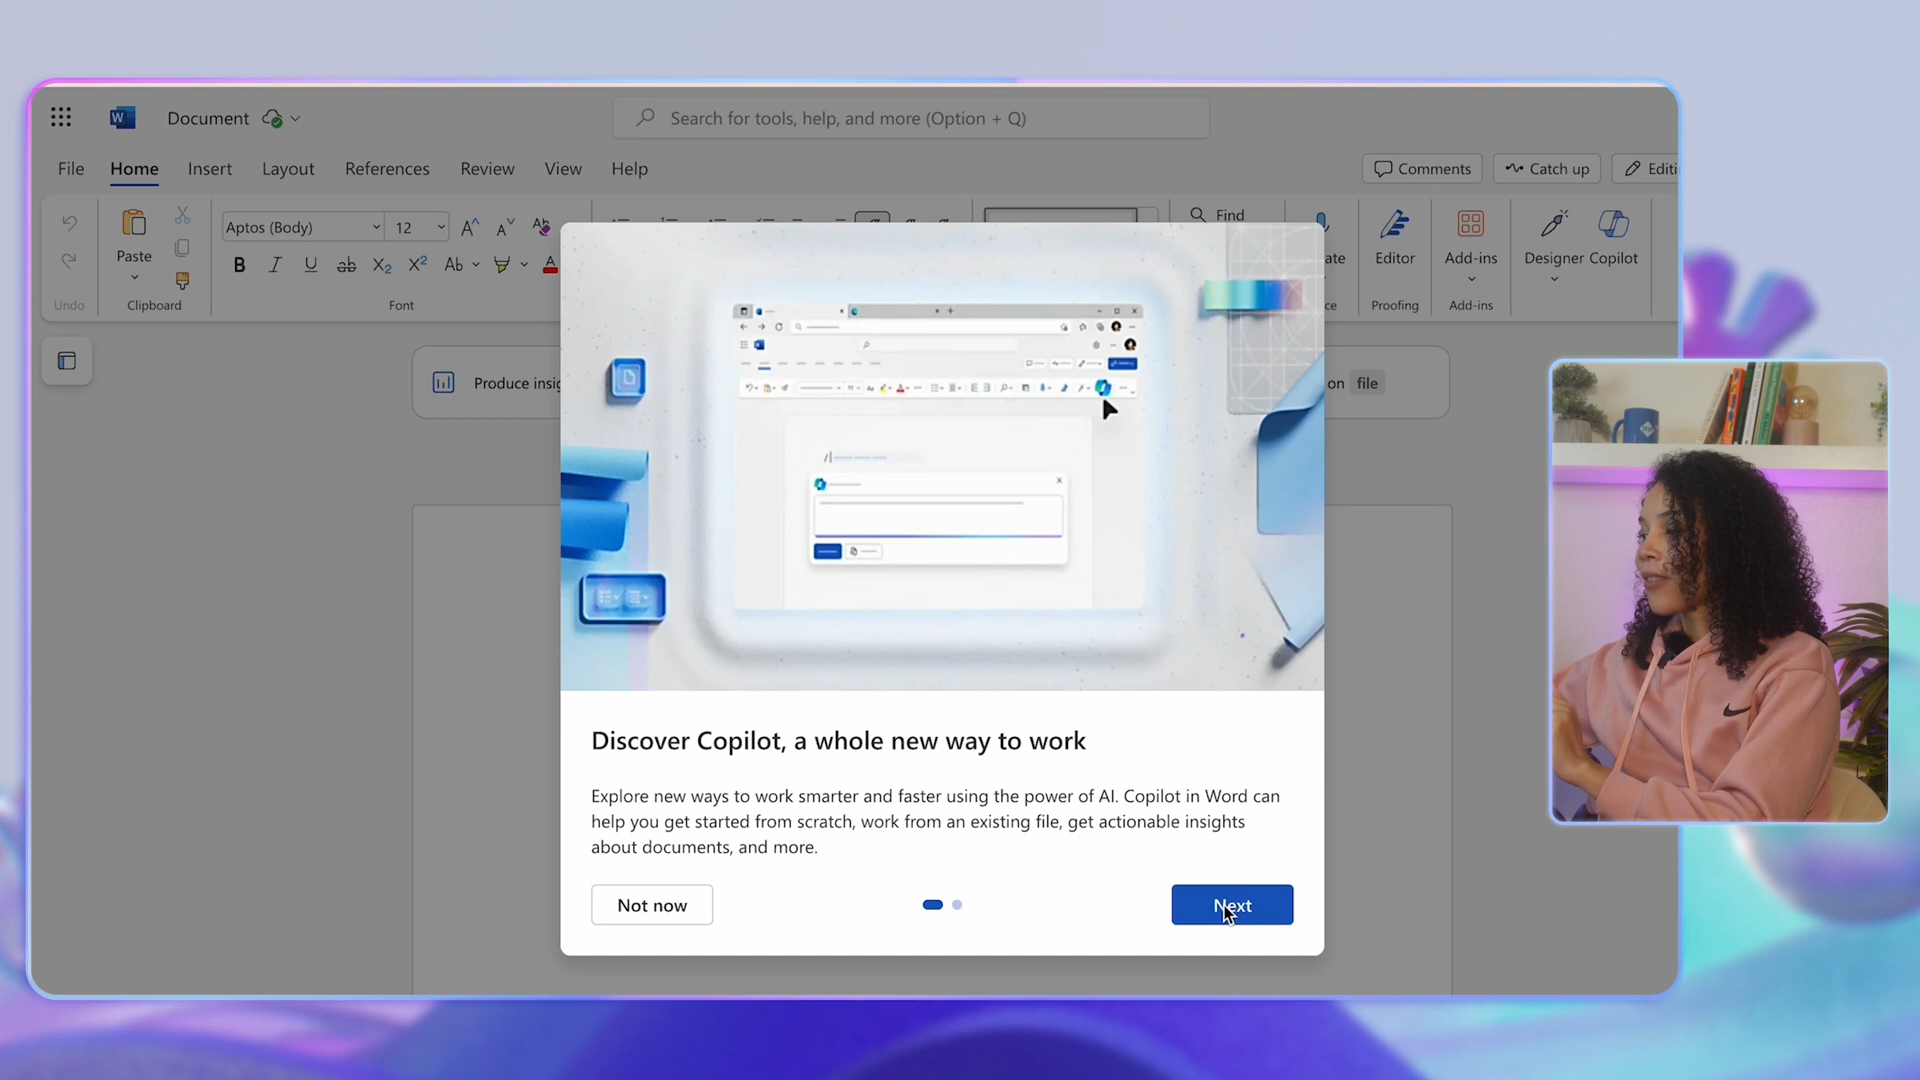 Document
Search for tools, help, and more (Option + Q)
File Home Insert Layout References Review View Help
Comments Catch up
Aptos (Body) 12
Find
Paste
Editor Add-ins Designer Copilot
Undo Clipboard Font
Proofing Add-ins
Produce
file
Discover Copilot, a whole new way to work
Explore new ways to work smarter and faster using the power of AI. Copilot in Word can
help you get started from scratch, work from an existing file, get actionable insights
about documents, and more.
Not now
Next